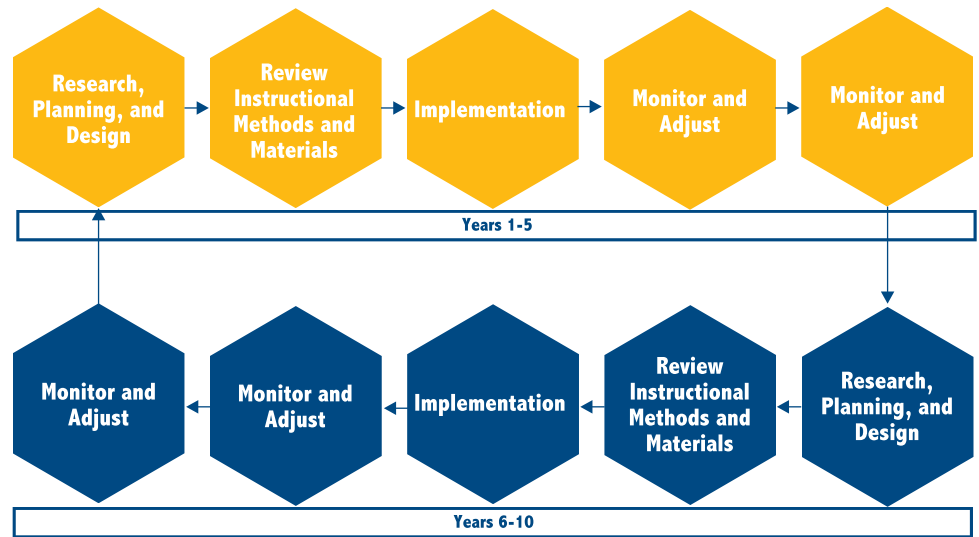 Research,
Planning, and
Design
Review
Instructional
Methods and
Materials
Implementation
Monitor and
Adjust
Monitor and
Adjust
Years 1-5
Monitor and
Adjust
Monitor and
Adjust
Implementation
Review
Instructional
Methods and
Materials
Research,
Planning, and
Design
Years 6-10